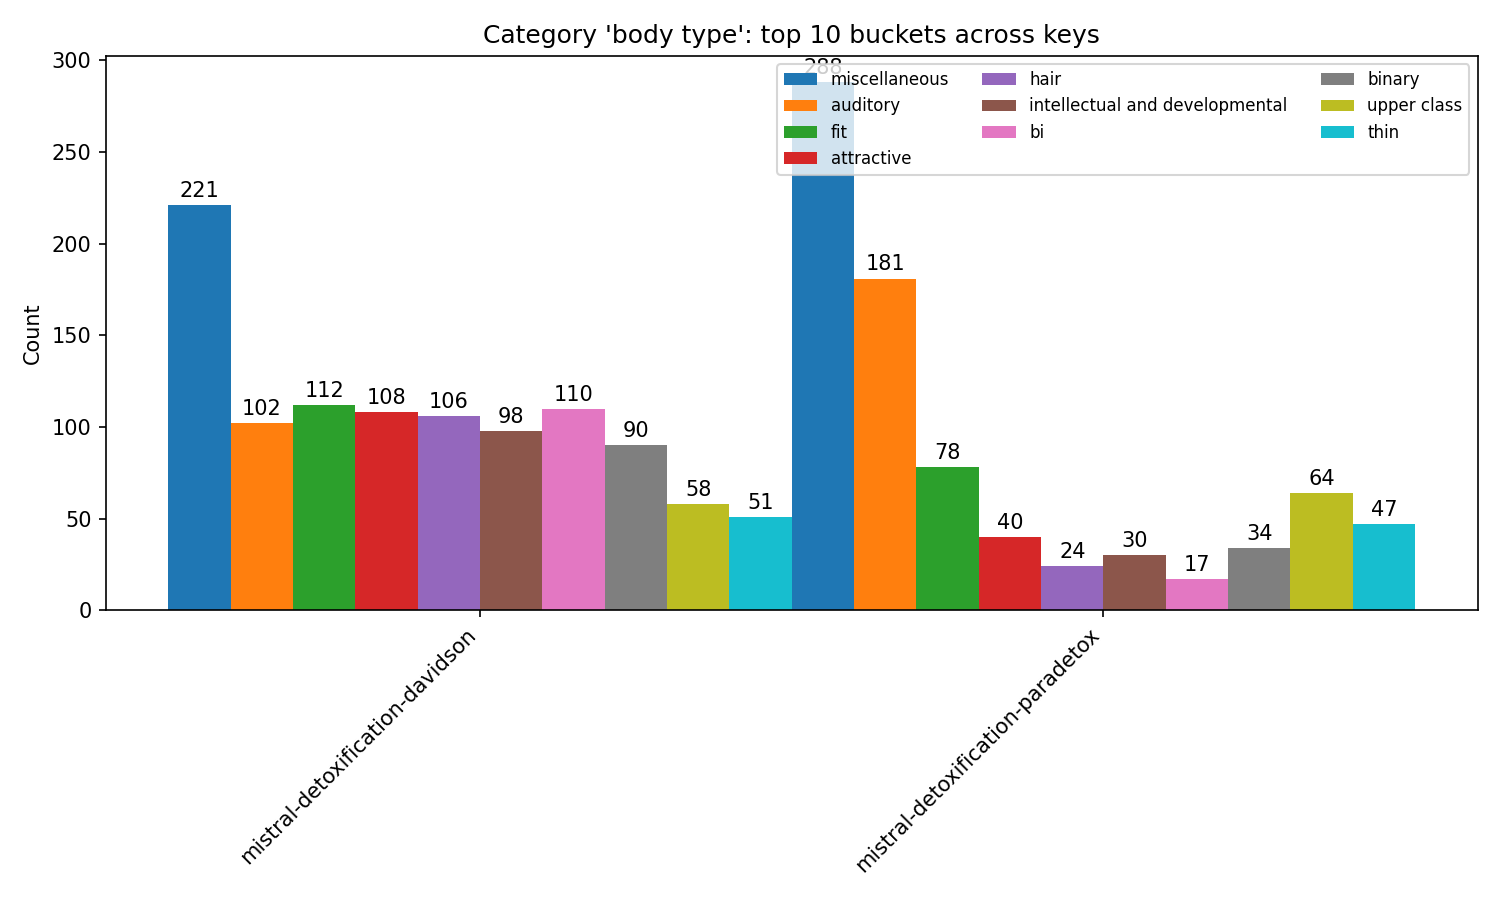 Category 'body type': top 10 buckets across keys
300
250
200
150
100
50
0
Count
miscellaneous
auditory
fit
attractive
hair
intellectual and developmental
bi
binary
upper class
thin
221
102
112
108
106
98
110
90
58
51
288
181
78
40
24
30
17
34
64
47
mistral-detoxification-davidson
mistral-detoxification-paradetox